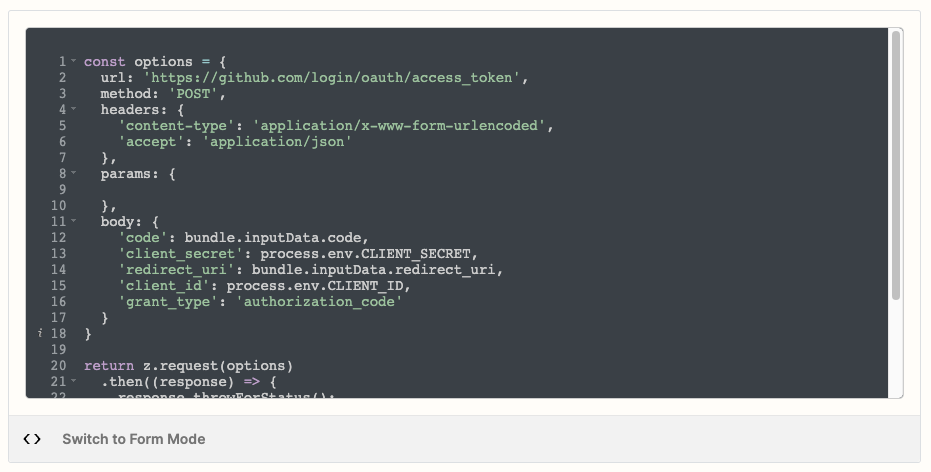 1 const options = {
2 url: 'https://github.com/login/oauth/access_token',
3 method: 'POST',
4 headers: {
5 'content-type': 'application/x-www-form-urlencoded',
6 'accept': 'application/json'
7 },
8 params: {
9
10 },
11 body: {
12 'code': bundle.inputData.code,
13 'client_secret': process.env.CLIENT_SECRET,
14 'redirect_uri': bundle.inputData.redirect_uri,
15 'client_id': process.env.CLIENT_ID,
16 'grant_type': 'authorization_code'
17 }
i 18 }
19
20 return z.request(options)
21 .then((response) => {
22 response.throwForStatus();
<> Switch to Form Mode